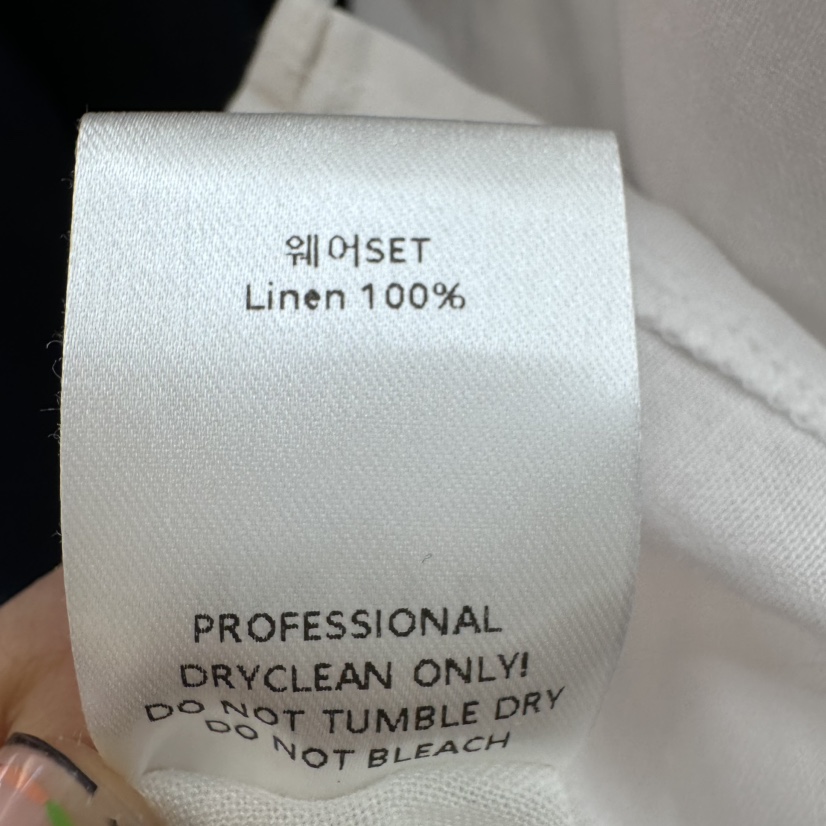 웨어SET
Linen 100%
PROFESSIONAL
DRYCLEAN ONLY!
DO NOT TUMBLE DRY
DO NOT BLEACH